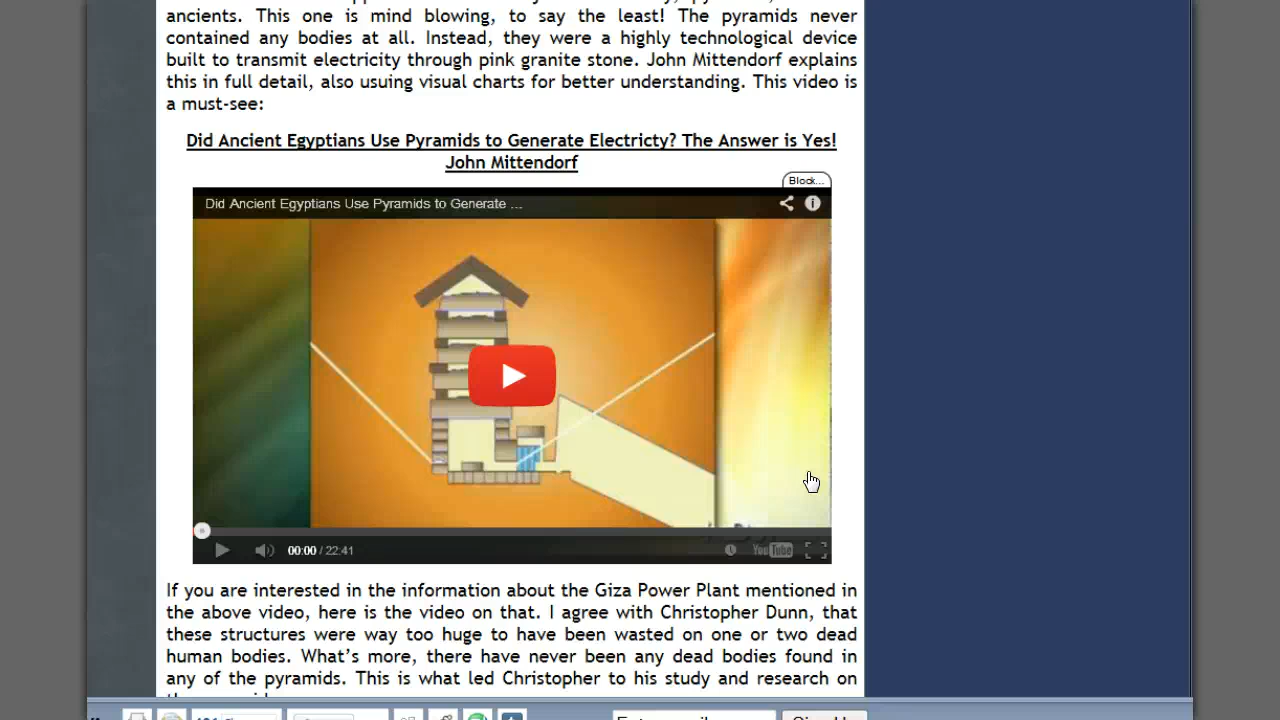 ancients. This one is mind blowing, to say the least! The pyramids never
contained any bodies at all. Instead, they were a highly technological device
built to transmit electricity through pink granite stone. John Mittendorf explains
this in full detail, also usuing visual charts for better understanding. This video is
a must-see:
Did Ancient Egyptians Use Pyramids to Generate Electricty? The Answer is Yes!
John Mittendorf
Block...
Did Ancient Egyptians Use Pyramids to Generate ...
00:00 / 22:41
YouTube
If you are interested in the information about the Giza Power Plant mentioned in
the above video, here is the video on that. I agree with Christopher Dunn, that
these structures were way too huge to have been wasted on one or two dead
human bodies. What's more, there have never been any dead bodies found in
any of the pyramids. This is what led Christopher to his study and research on